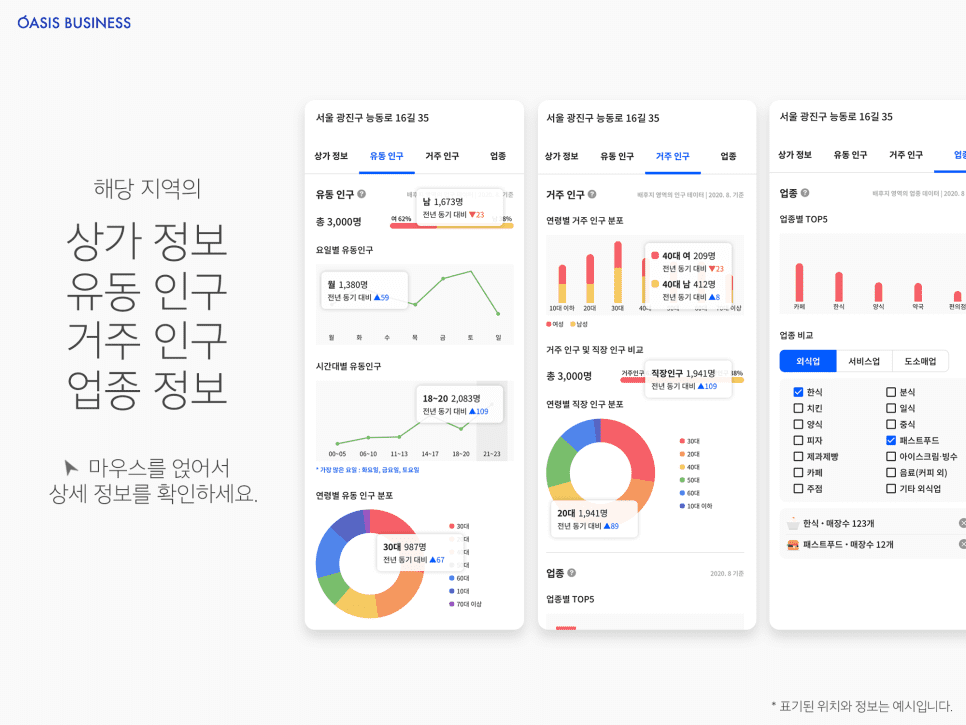 OASIS BUSINESS
해당 지역의
상가 정보
유동 인구
거주 인구
업종 정보
마우스를 얹어서
상세 정보를 확인하세요.
서울 광진구 능동로 16길 35
상가 정보 유동 인구 거주 인구 업종
유동 인구 ?
기준
남 1,673명
전년 동기 대비 ▼23
총 3,000명
여 62%
38%
요일별 유동인구
월 1,380명
전년 동기 대비 ▲59
월 화 수 목 금 토 일
시간대별 유동인구
18~20 2,083명
전년 동기 대비 ▲109
00~05 06~10 11~13 14~17 18~20 21~23
* 가장 많은 요일 : 화요일, 금요일, 토요일
연령별 유동 인구 분포
30대 987명
전년 동기 대비 ▲67
30대
대
대
대
60대
10대
70대 이상
서울 광진구 능동로 16길 35
상가 정보 유동 인구 거주 인구 업종
거주 인구 ?
배후지 영역의 인구 데이터 | 2020. 8. 기준
연령별 거주 인구 분포
40대 여 209명
전년 동기 대비 ▼23
40대 남 412명
전년 동기 대비 ▲8
10대 이하 20대 30대 이상
여성 남성
거주 인구 및 직장 인구 비교
총 3,000명
거주인구
38%
직장인구 1,941명
전년 동기 대비 ▲109
연령별 직장 인구 분포
20대 1,941명
전년 동기 대비 ▲89
30대
20대
40대
50대
60대
10대 이하
업종 ?
2020. 8 기준
업종별 TOP5
서울 광진구 능동로 16길 35
상가 정보 유동 인구 거주 인구 업종
업종 ?
배후지 영역의 업종 데이터 | 2020. 8
업종별 TOP5
카페 치킨 양식 약국 편의점
업종 비교
외식업 서비스업 도소매업
한식 분식
치킨 일식
양식 중식
피자 패스트푸드
제과제빵 아이스크림·빙수
카페 음료(커피 외)
주점 기타 외식업
한식 • 매장수 123개
패스트푸드 • 매장수 12개
* 표기된 위치와 정보는 예시입니다.